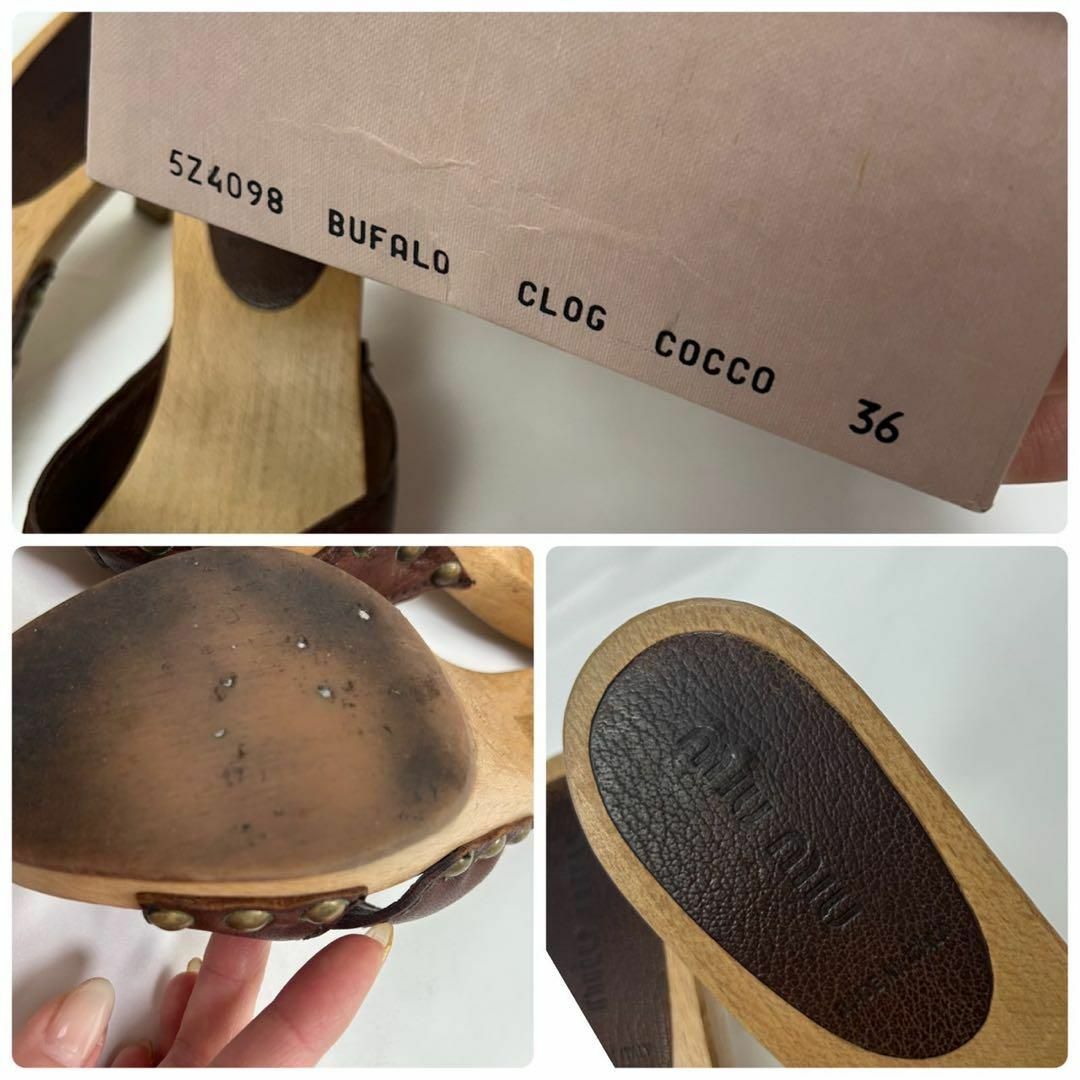 5Z4098 BUFALO CLOG COCCO 36
miu miu